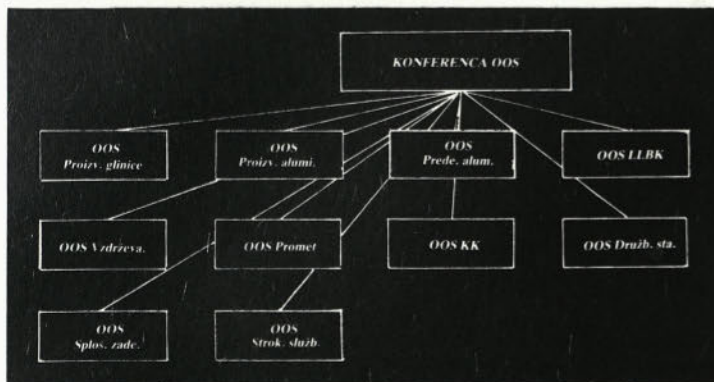 KONFERENCA OOS
OOS
Proizv. glinice
OOS
Proizv. alumi.
OOS
Prede. alum.
OOS LLBK
OOS Vzdrževa.
OOS Promet
OOS KK
OOS Družb. sta.
OOS
Sploš. zade.
OOS
Strok. služb.